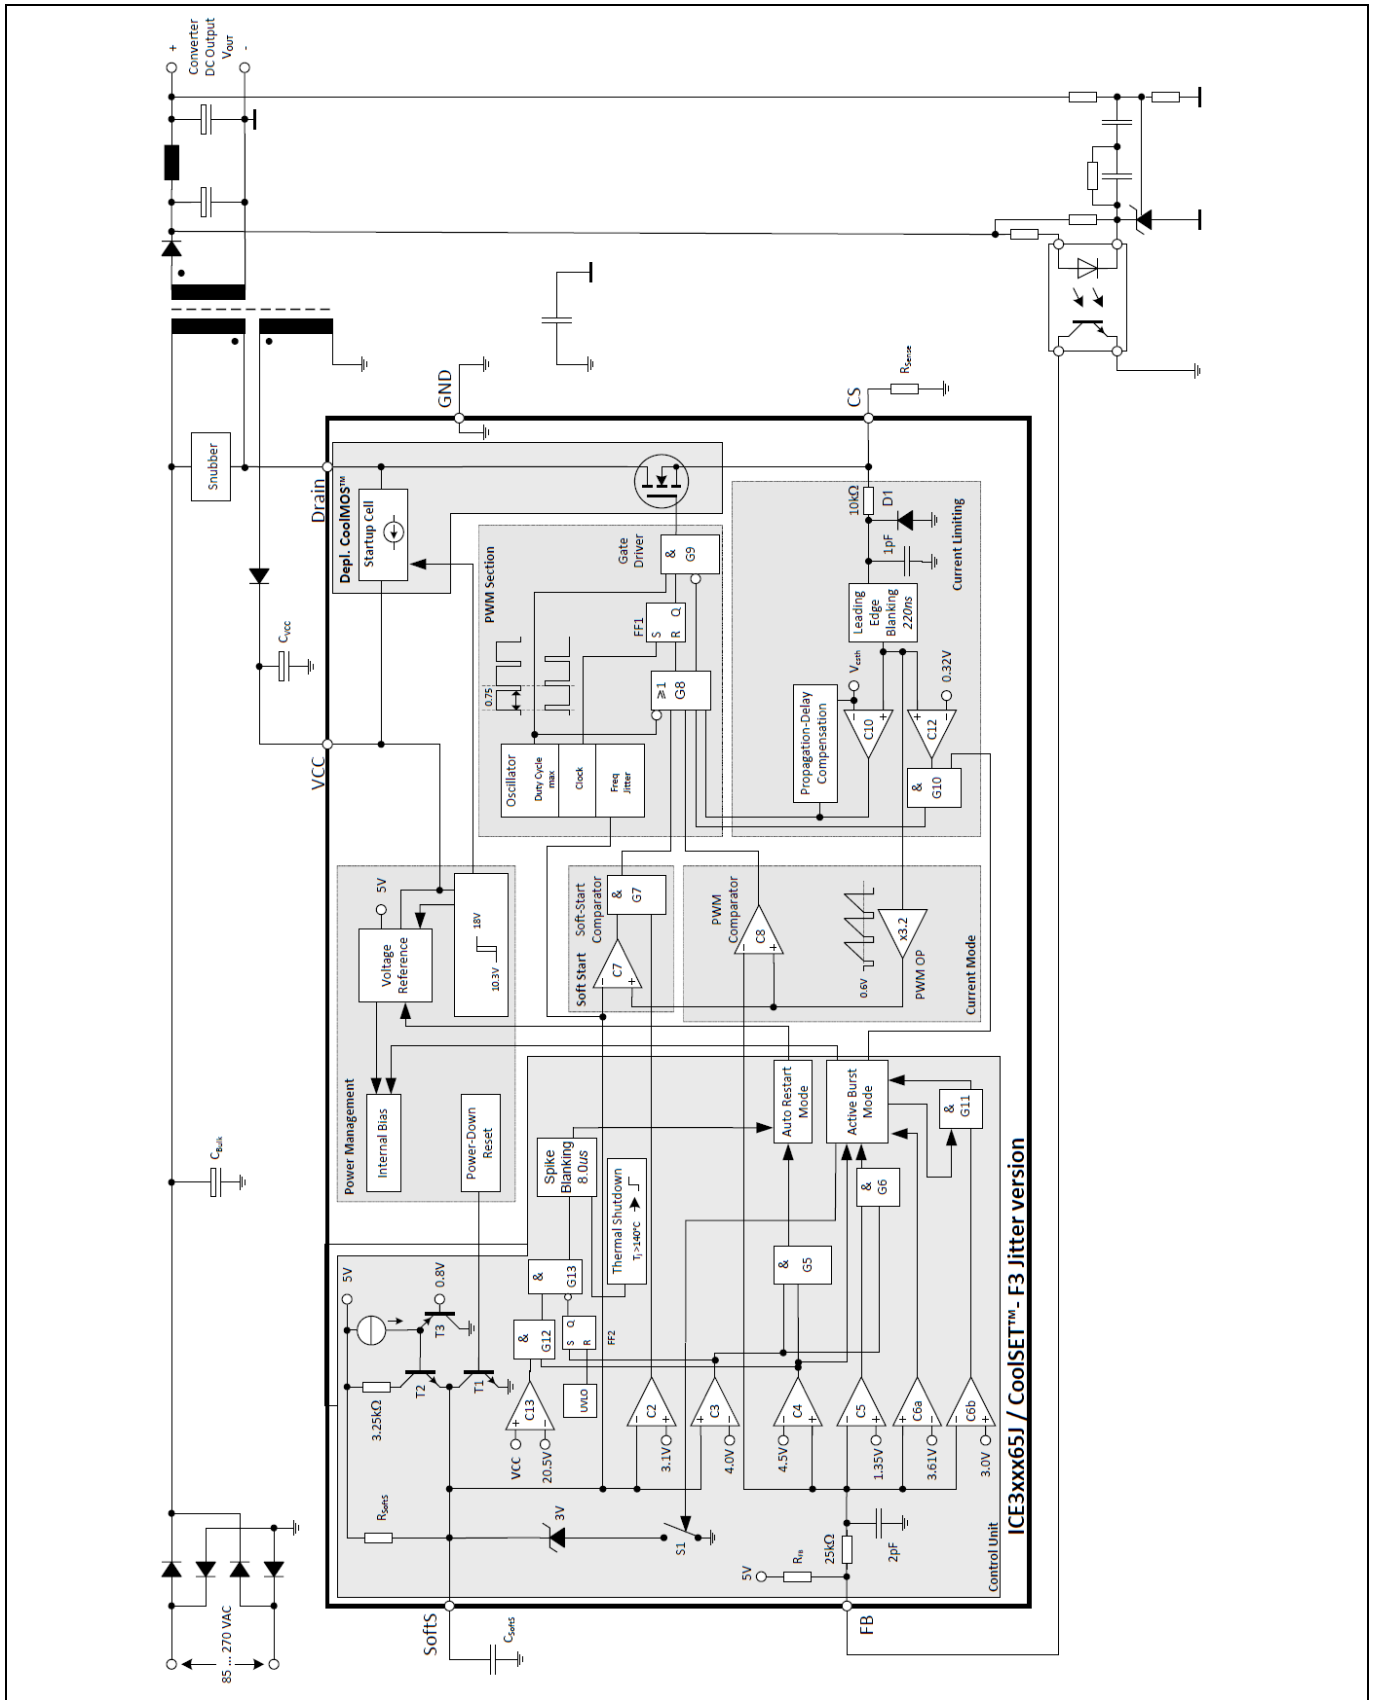 +
Converter
DC Output
VOUT
-
Snubber
CVCC
CBulk
85 ... 270 VAC
Drain
GND
CS
RSense
VCC
SoftS
CSoftS
FB
Depl. CoolMOS™
Startup Cell
PWM Section
Gate
Driver
&
G9
FF1
S
R
Q
≥1
G8
0.75
Oscillator
Duty Cycle
max
Clock
Freq
Jitter
10kΩ
D1
1pF
Current Limiting
Leading
Edge
Blanking
220ns
Vcsth
0.32V
Propagation-Delay
Compensation
-
+
C10
+
-
C12
&
G10
Power Management
5V
Voltage
Reference
18V
10.3V
Internal Bias
Power-Down
Reset
Soft-Start
Comparator
&
G7
C7
-
+
Soft Start
PWM
Comparator
C8
-
+
0.6V
x3.2
PWM OP
Current Mode
Auto Restart
Mode
Active Burst
Mode
&
G11
Spike
Blanking
8.0us
Thermal Shutdown
Tj >140°C
&
G6
&
G5
&
G13
&
G12
S
Q
R
FF2
UVLO
5V
0.8V
T3
T2
T1
3.25kΩ
RSoftS
3V
S1
C13
+
-
VCC
20.5V
C2
-
+
3.1V
C3
+
-
4.0V
C4
-
+
4.5V
C5
-
+
1.35V
C6a
+
-
3.61V
C6b
-
+
3.0V
5V
RFB
25kΩ
2pF
Control Unit
ICE3xxx65J / CoolSET™- F3 Jitter version